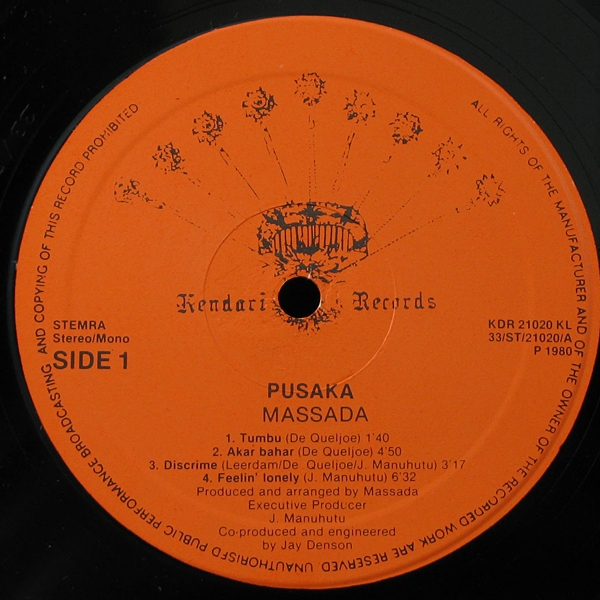 ALL RIGHTS OF THE MANUFACTURER AND OF THE OWNER OF THE RECORDED WORK ARE RESERVED. UNAUTHORISED PUBLIC PERFORMANCE BROADCASTING AND COPYING OF THIS RECORD PROHIBITED
Kendari Records
STEMRA
Stereo/Mono
SIDE 1
KDR 21020 KL
33/ST/21020/A
P 1980
PUSAKA
MASSADA
1. Tumbu (De Queljoe) 1'40
2. Akar bahar (De Queljoe) 4'50
3. Discrime (Leerdam/De Queljoe/J. Manuhutu) 3'17
4. Feelin' lonely (J. Manuhutu) 6'32
Produced and arranged by Massada
Executive Producer
J. Manuhutu
Co-produced and engineered
by Jay Denson